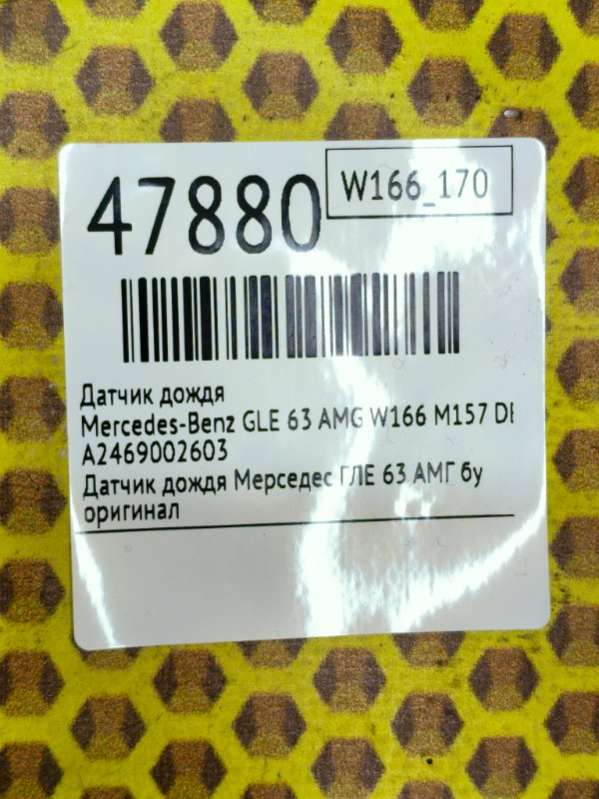 47880
W166_170
Датчик дождя
Mercedes-Benz GLE 63 AMG W166 M157 DE
A2469002603
Датчик дождя Мерседес ГЛЕ 63 АМГ бу
оригинал